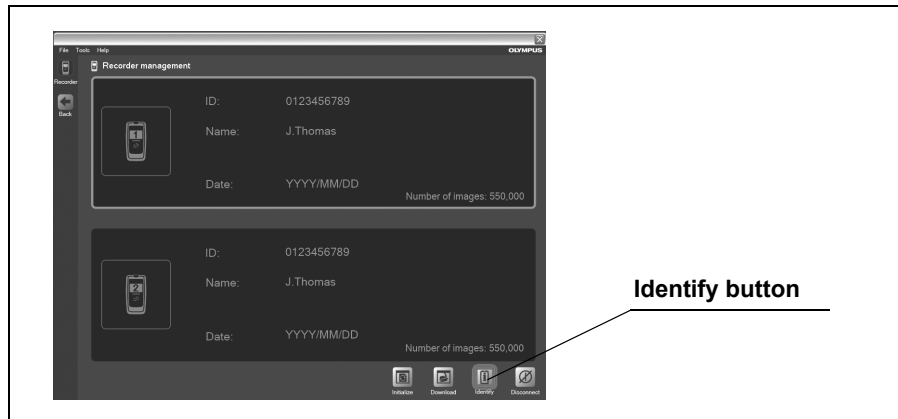 File Tools Help
OLYMPUS
Recorder
Recorder management
Back
1
ID: 0123456789
Name: J.Thomas
Date: YYYY/MM/DD
Number of images: 550,000
2
ID: 0123456789
Name: J.Thomas
Date: YYYY/MM/DD
Number of images: 550,000
Initialize Download Identify Disconnect
Identify button